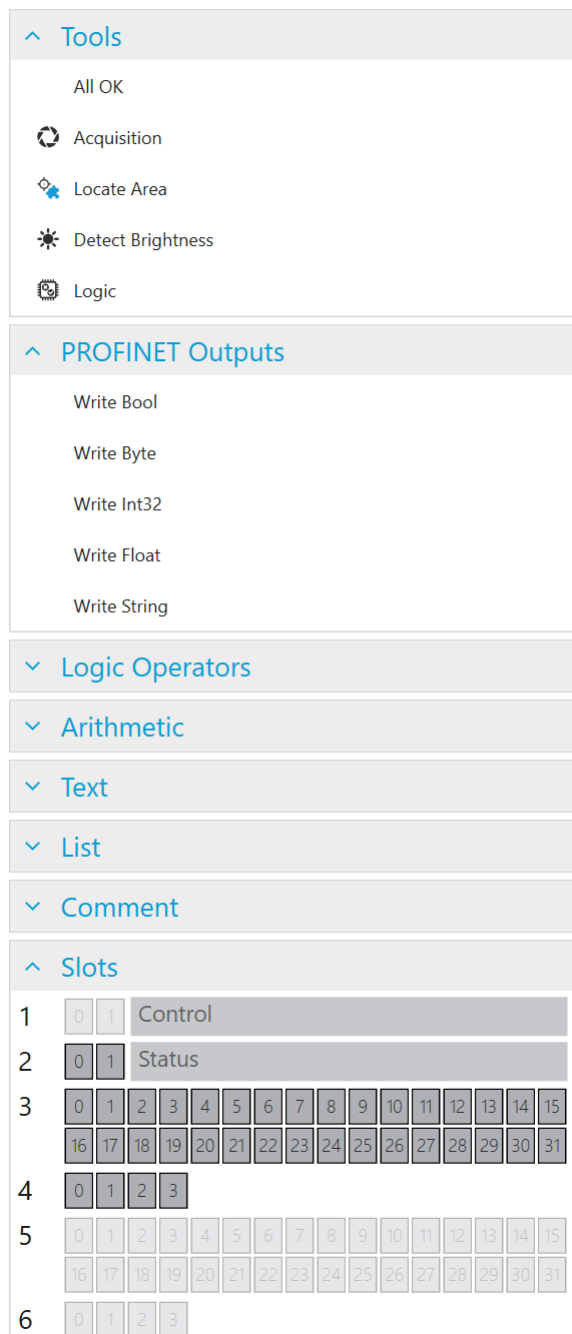 Tools
All OK
Acquisition
Locate Area
Detect Brightness
Logic
PROFINET Outputs
Write Bool
Write Byte
Write Int32
Write Float
Write String
Logic Operators
Arithmetic
Text
List
Comment
Slots
1 0 1 Control
2 0 1 Status
3 0 1 2 3 4 5 6 7 8 9 10 11 12 13 14 15
16 17 18 19 20 21 22 23 24 25 26 27 28 29 30 31
4 0 1 2 3
5 0 1 2 3 4 5 6 7 8 9 10 11 12 13 14 15
16 17 18 19 20 21 22 23 24 25 26 27 28 29 30 31
6 0 1 2 3